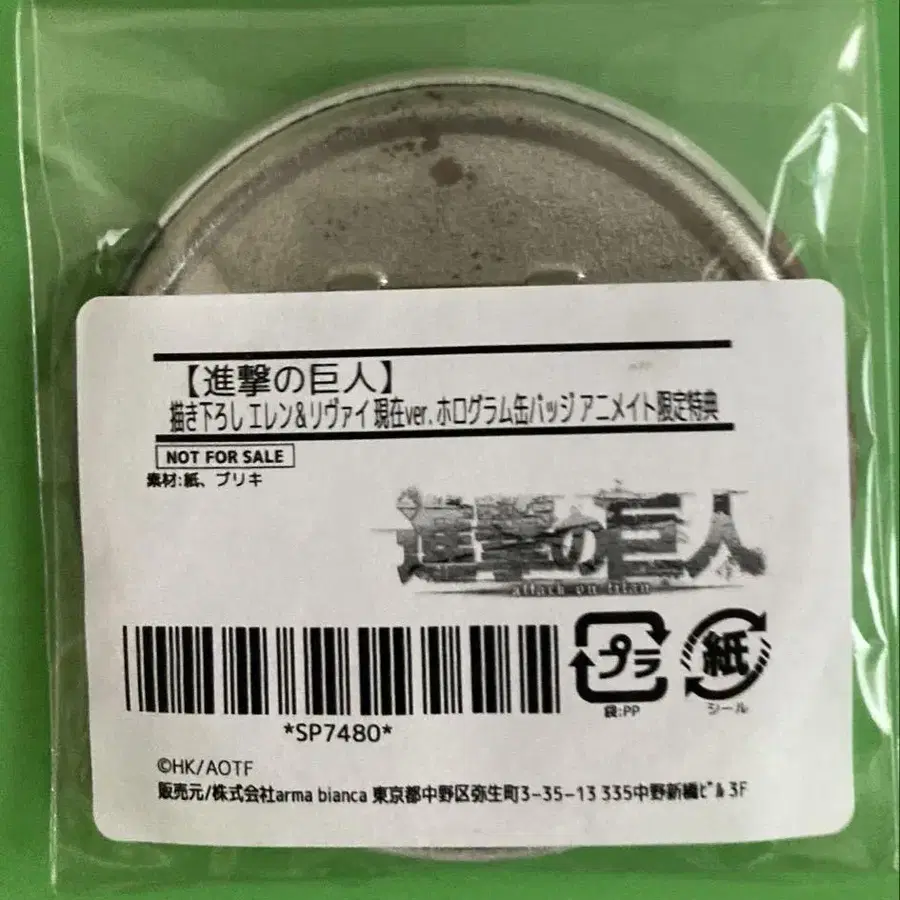 【進撃の巨人】
描き下ろし エレン&リヴァイ 現在ver. ホログラム缶バッジ アニメイト限定特典
NOT FOR SALE
素材:紙、ブリキ
進撃の巨人
attack on titan
プラ
紙
袋:PP
シール
*SP7480*
©HK/AOTF
販売元/株式会社arma bianca 東京都中野区弥生町3-35-13 335中野新橋ビル 3F